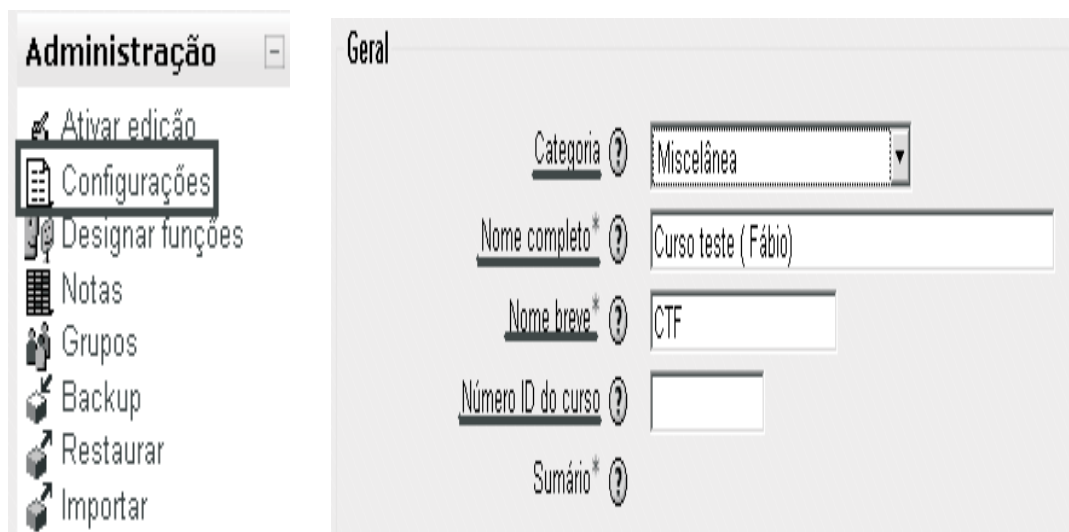 Administração
Ativar edição
Configurações
Designar funções
Notas
Grupos
Backup
Restaurar
Importar
Geral
Categoria ? Miscelânea
Nome completo* ? Curso teste ( Fábio)
Nome breve* ? CTF
Número ID do curso ?
Sumário* ?